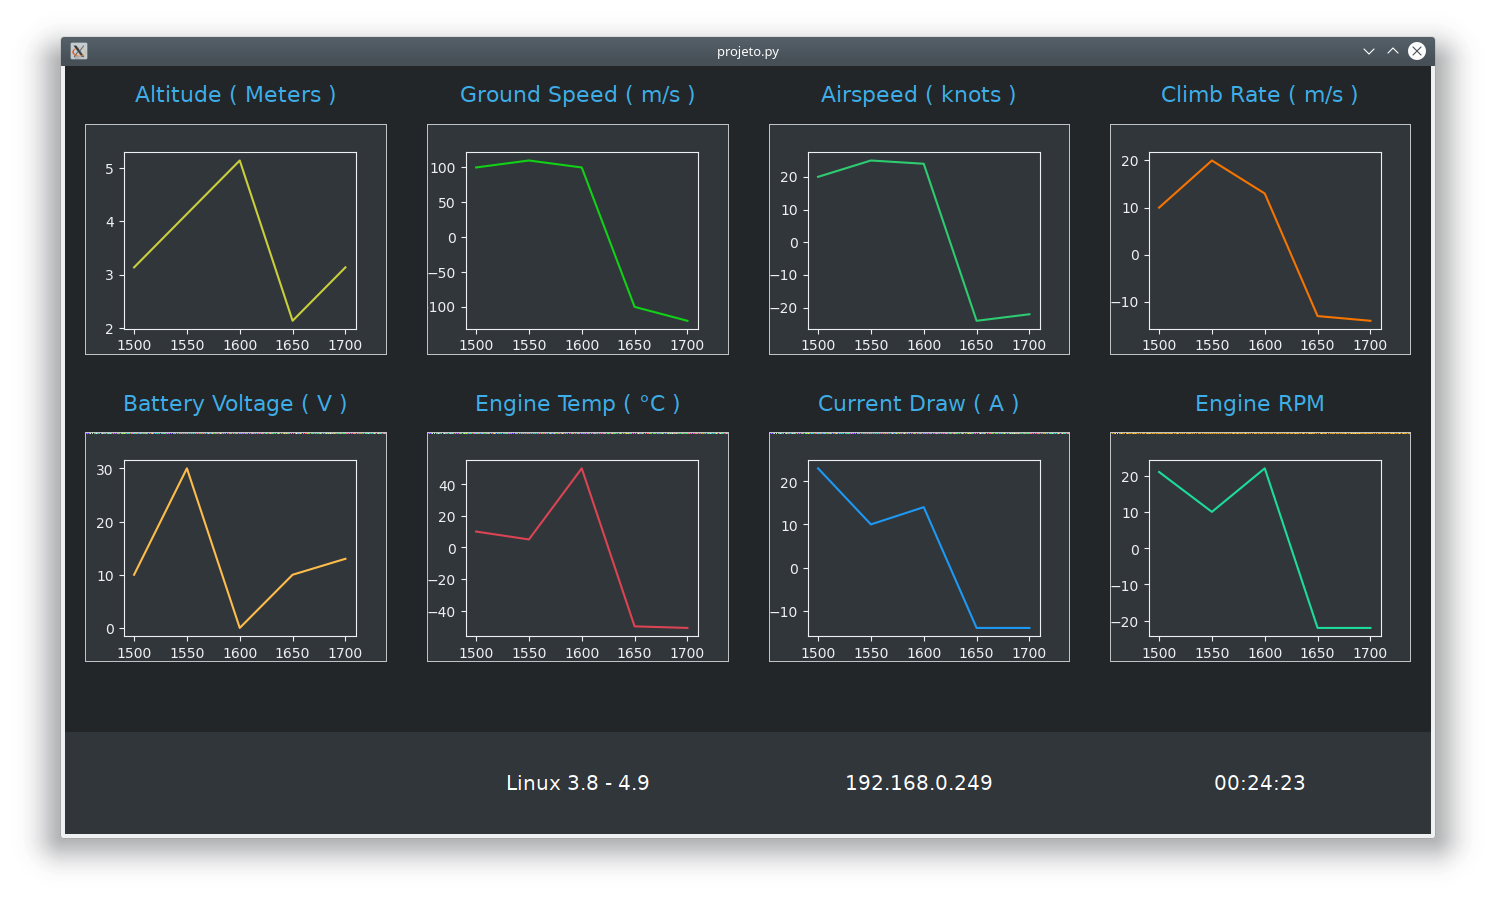 projeto.py
Altitude ( Meters )
Ground Speed ( m/s )
Airspeed ( knots )
Climb Rate ( m/s )
5
4
3
2
1500 1550 1600 1650 1700
100
50
0
−50
100
1500 1550 1600 1650 1700
20
10
0
−10
−20
1500 1550 1600 1650 1700
20
10
0
−10
1500 1550 1600 1650 1700
Battery Voltage ( V )
Engine Temp ( °C )
Current Draw ( A )
Engine RPM
30
20
10
0
1500 1550 1600 1650 1700
40
20
0
−20
−40
1500 1550 1600 1650 1700
20
10
0
−10
1500 1550 1600 1650 1700
20
10
0
−10
−20
1500 1550 1600 1650 1700
Linux 3.8 - 4.9
192.168.0.249
00:24:23